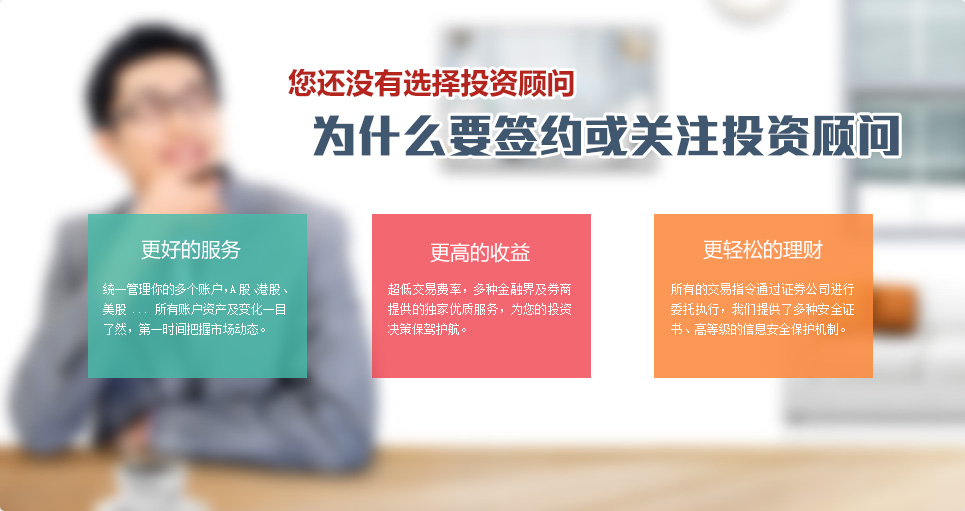 您还没有选择投资顾问
为什么要签约或关注投资顾问
更好的服务
统一管理你的多个账户,A股、港股、
美股 ... 所有账户资产及变化一目
了然，第一时间把握市场动态。
更高的收益
超低交易费率，多种金融界及券商
提供的独家优质服务，为您的投资
决策保驾护航。
更轻松的理财
所有的交易指令通过证券公司进行
委托执行，我们提供了多种安全证
书、高等级的信息安全保护机制。